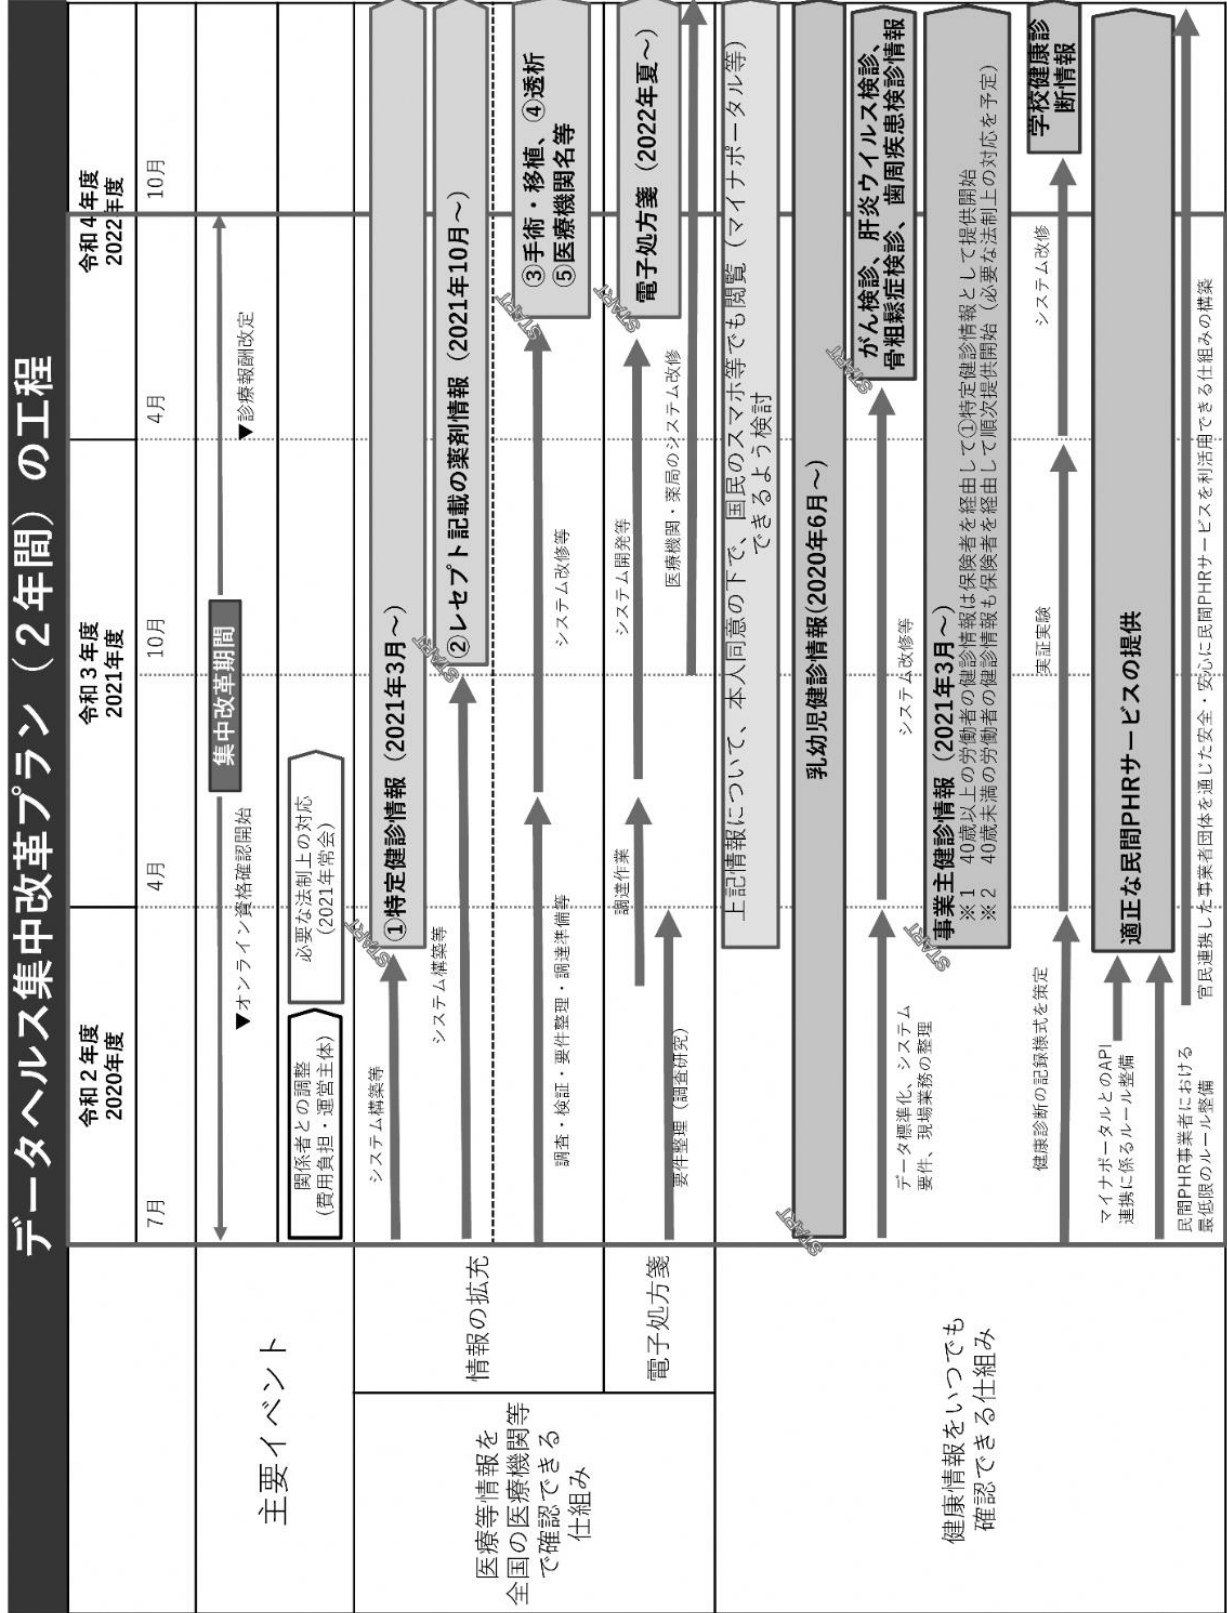 データヘルス集中改革プラン（２年間）の工程
令和２年度
2020年度
令和３年度
2021年度
令和４年度
2022年度
7月
4月
10月
4月
10月
主要イベント
集中改革期間
▼オンライン資格確認開始
▼診療報酬改定
関係者との調整
(費用負担・運営主体)
必要な法制上の対応
(2021年常会)
医療等情報を
全国の医療機関等
で確認できる
仕組み
情報の拡充
システム構築等
START
①特定健診情報（2021年3月～）
システム構築等
START
②レセプト記載の薬剤情報（2021年10月～）
調査・検証・要件整理・調達準備等
システム改修等
START
③手術・移植、④透析
⑤医療機関名等
電子処方箋
要件整理（調査研究）
調達作業
システム開発等
START
電子処方箋（2022年夏～）
医療機関・薬局のシステム改修
健康情報をいつでも
確認できる仕組み
上記情報について、本人同意の下で、国民のスマホ等でも閲覧（マイナポータル等）
できるよう検討
START
乳幼児健診情報(2020年6月～)
データ標準化、システム
要件、現場業務の整理
システム改修等
START
がん検診、肝炎ウイルス検診、
骨粗鬆症検診、歯周疾患検診情報
START
事業主健診情報（2021年3月～）
※１　40歳以上の労働者の健診情報は保険者を経由して①特定健診情報として提供開始
※２　40歳未満の労働者の健診情報も保険者を経由して順次提供開始（必要な法制上の対応を予定）
健康診断の記録様式を策定
実証実験
システム改修
学校健康診
断情報
マイナポータルとのAPI
連携に係るルール整備
適正な民間PHRサービスの提供
民間PHR事業者における
最低限のルール整備
官民連携した事業者団体を通じた安全・安心に民間PHRサービスを利活用できる仕組みの構築